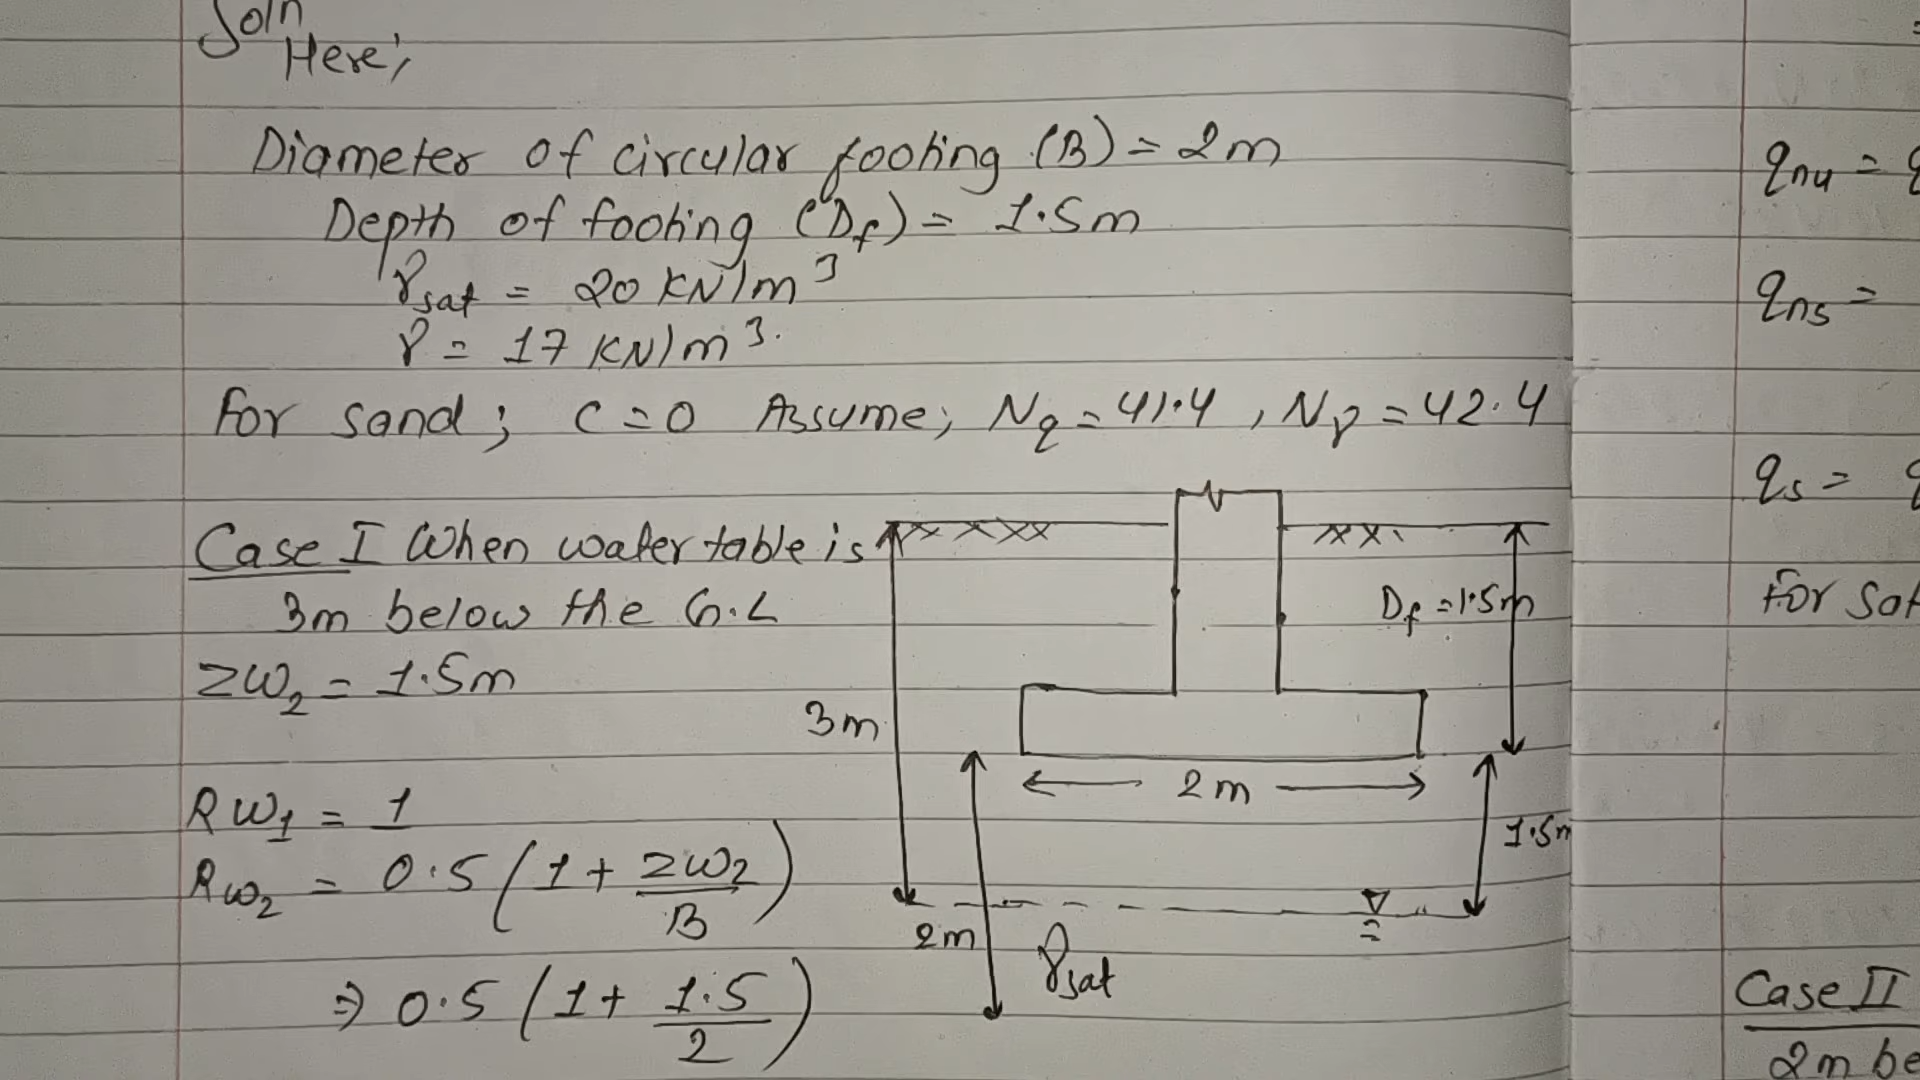 Soln
Here;
Diameter of circular footing (B) = 2m
Depth of footing (Df) = 1.5m
γsat = 20 KN/m³
γ = 17 KN/m³.
For sand; C=0 Assume; Nq = 41.4, Nγ = 42.4
Case I When water table is
3m below the G.L
Zw₂ = 1.5m
Rw₁ = 1
Rw₂ = 0.5 (1 + Zw₂/B)
⇒ 0.5 (1 + 1.5/2)
Df = 1.5m
3m
2m
1.5m
2m
γsat
qnu =
qns =
qs =
For
Case II
2m